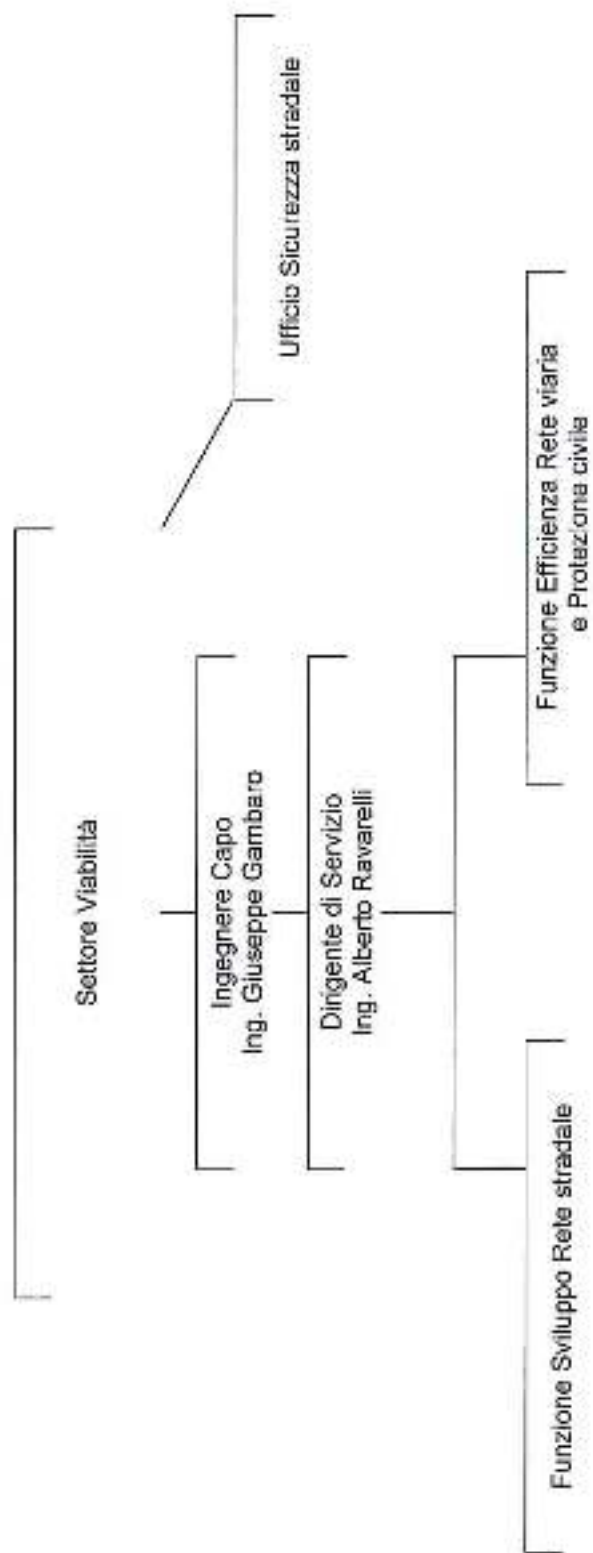 Settore Viabilità
Ufficio Sicurezza stradale
Ingegnere Capo
Ing. Giuseppe Gambaro
Dirigente di Servizio
Ing. Alberto Ravarelli
Funzione Sviluppo Rete stradale
Funzione Efficienza Rete viaria
e Protezione civile